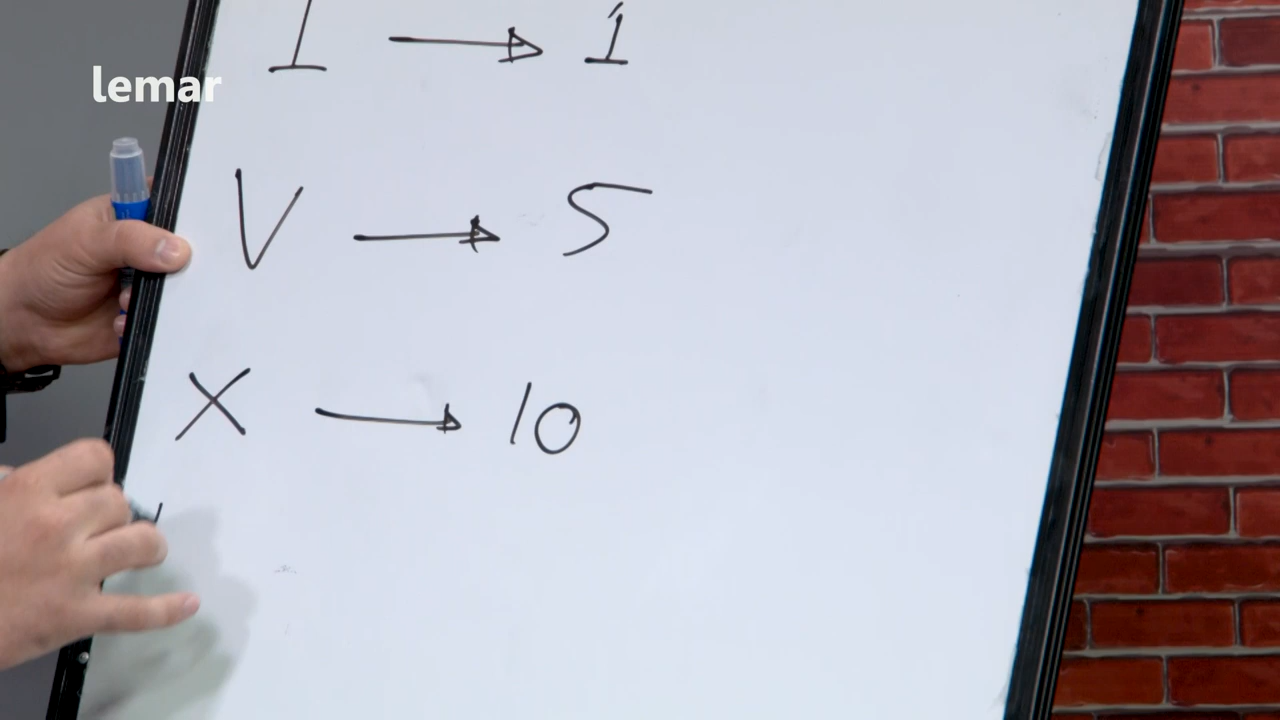 lemar
I → 1
V → 5
X → 10